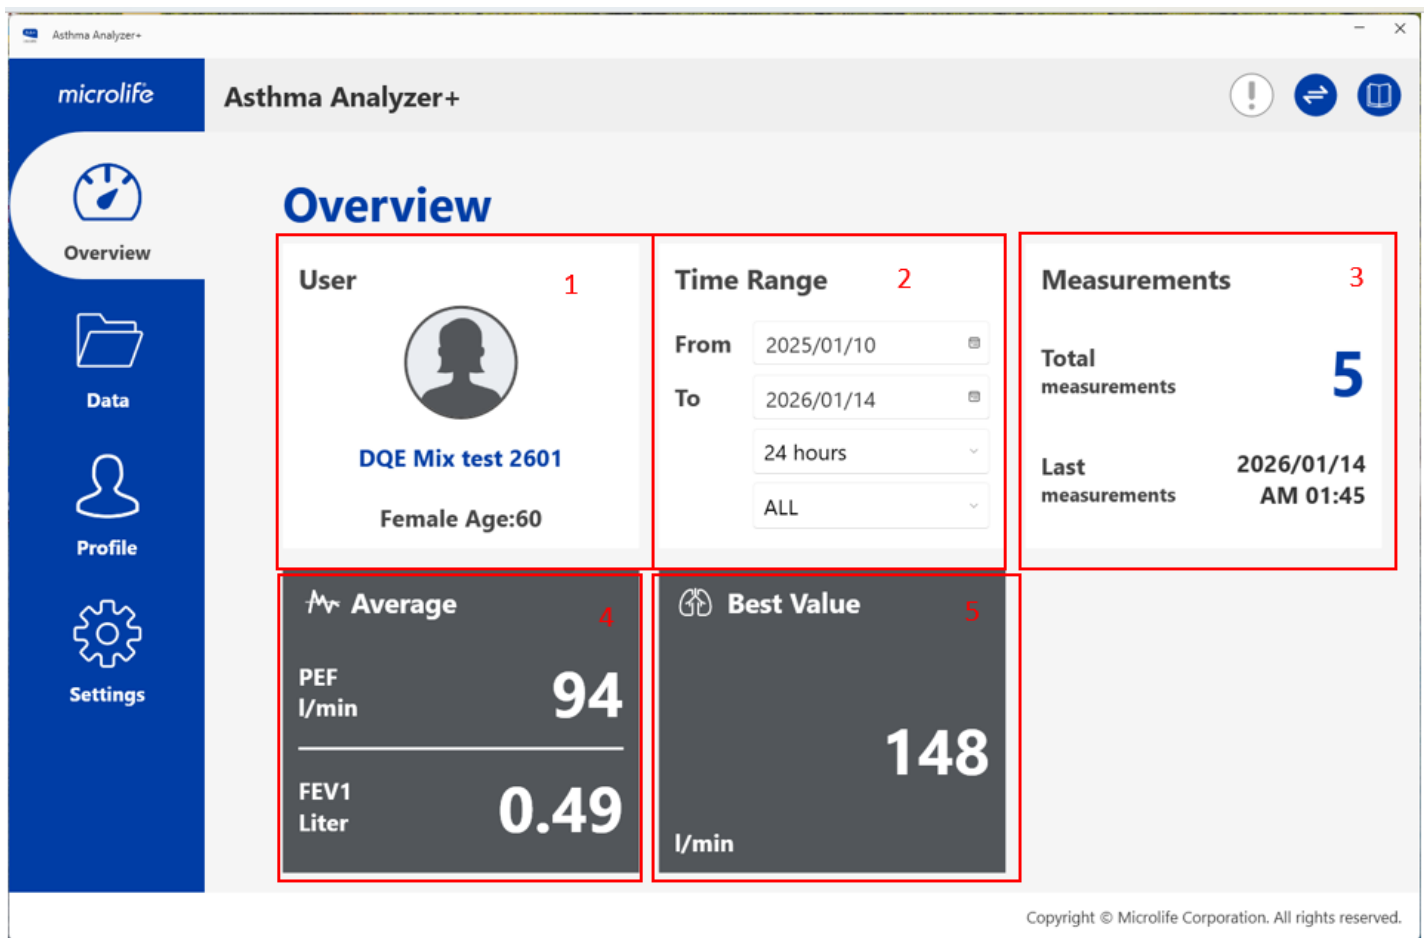 Asthma Analyzer+
microlife
Asthma Analyzer+
Overview
Data
Profile
Settings
Overview
User
1
DQE Mix test 2601
Female Age:60
Time Range
2
From
2025/01/10
To
2026/01/14
24 hours
ALL
Measurements
3
Total
measurements
5
Last
measurements
2026/01/14
AM 01:45
Average
4
PEF
l/min
94
FEV1
Liter
0.49
Best Value
5
148
l/min
Copyright © Microlife Corporation. All rights reserved.